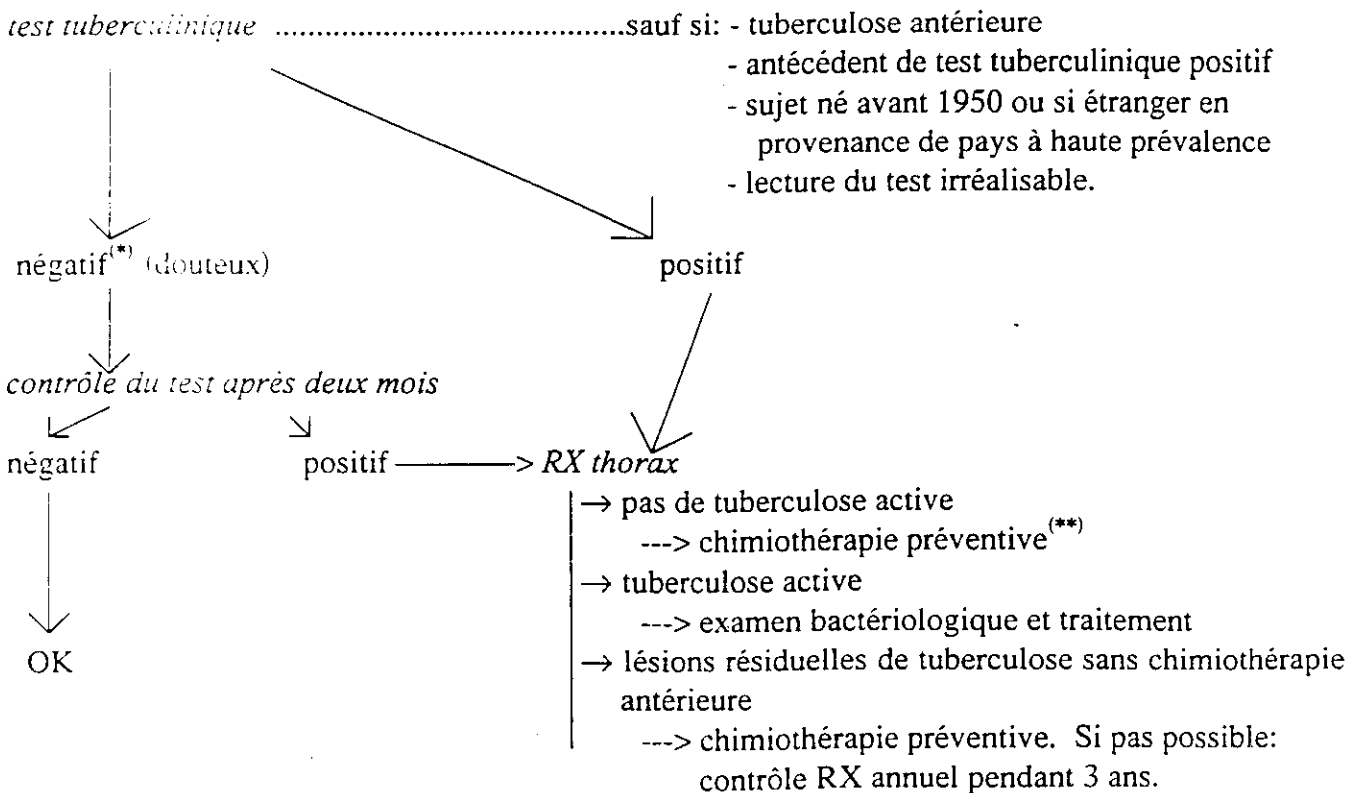 test tuberculinique ............................................sauf si: - tuberculose antérieure
- antécédent de test tuberculinique positif
- sujet né avant 1950 ou si étranger en
provenance de pays à haute prévalence
- lecture du test irréalisable.
négatif(*) (douteux)
positif
contrôle du test après deux mois
négatif
positif ———> RX thorax
→ pas de tuberculose active
---> chimiothérapie préventive(**)
→ tuberculose active
---> examen bactériologique et traitement
OK
→ lésions résiduelles de tuberculose sans chimiothérapie
antérieure
---> chimiothérapie préventive. Si pas possible:
contrôle RX annuel pendant 3 ans.